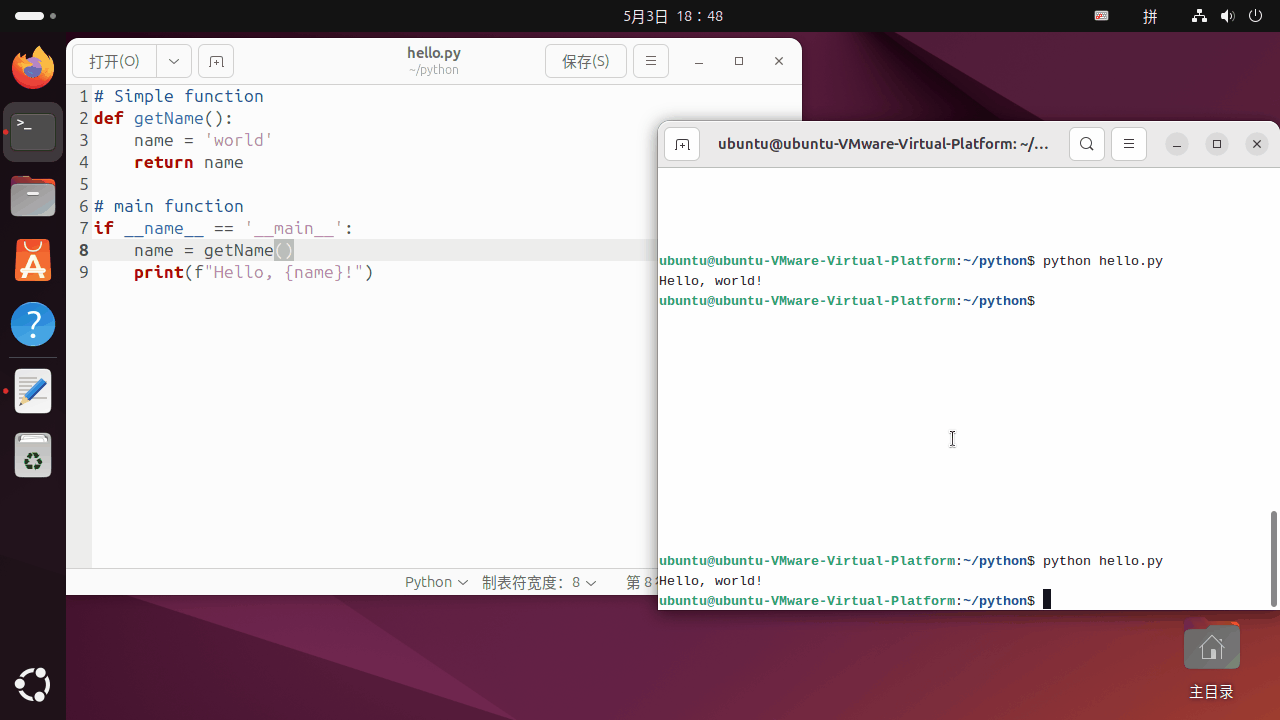 5月3日 18：48
拼
打开(O)
hello.py
~/python
保存(S)
1 # Simple function
2 def getName():
3     name = 'world'
4     return name
5
6 # main function
7 if __name__ == '__main__':
8     name = getName()
9     print(f"Hello, {name}!")
Python
制表符宽度：8
第 8
ubuntu@ubuntu-VMware-Virtual-Platform: ~/…
ubuntu@ubuntu-VMware-Virtual-Platform:~/python$ python hello.py
Hello, world!
ubuntu@ubuntu-VMware-Virtual-Platform:~/python$
ubuntu@ubuntu-VMware-Virtual-Platform:~/python$ python hello.py
Hello, world!
ubuntu@ubuntu-VMware-Virtual-Platform:~/python$
主目录